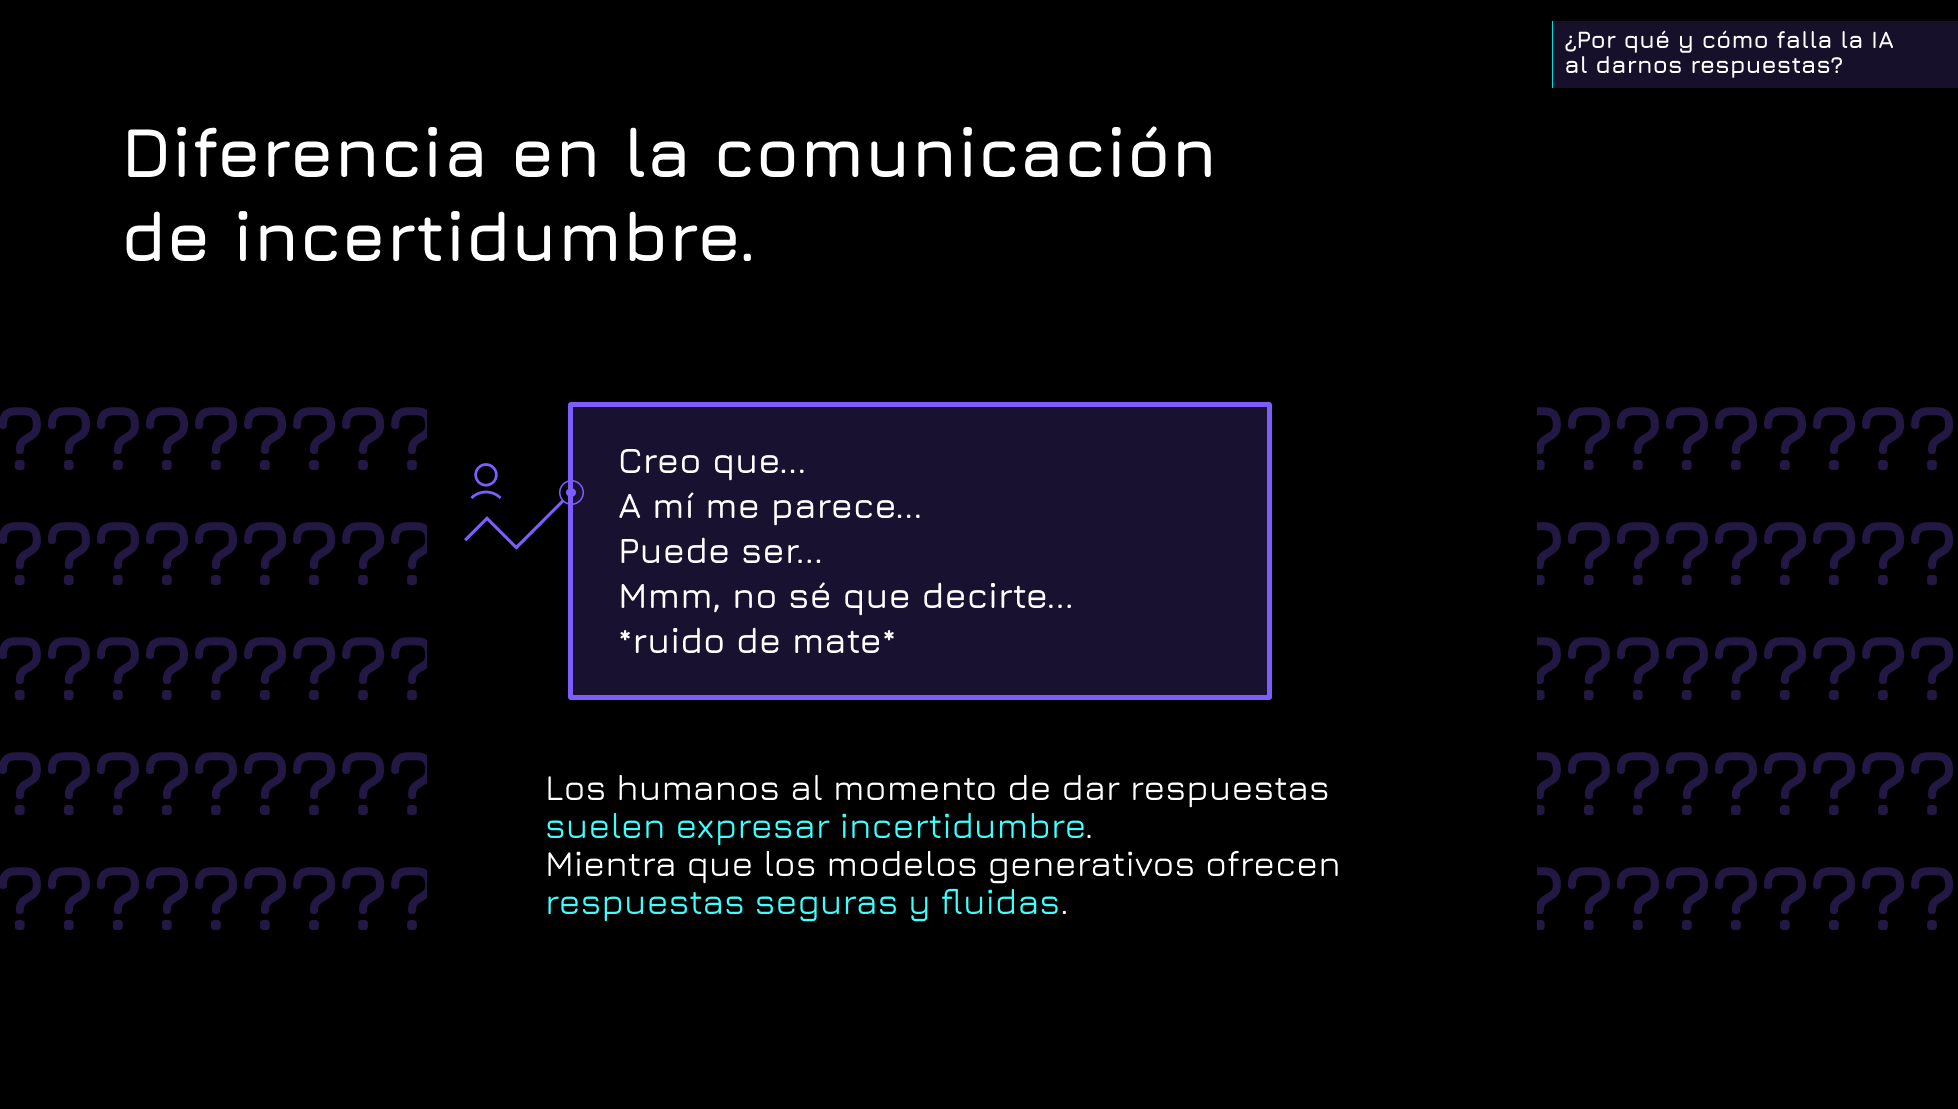 ¿Por qué y cómo falla la IA
al darnos respuestas?
Diferencia en la comunicación
de incertidumbre.
?????????
?????????
?????????
?????????
?????????
Creo que...
A mí me parece...
Puede ser...
Mmm, no sé que decirte...
*ruido de mate*
?????????
?????????
?????????
?????????
?????????
Los humanos al momento de dar respuestas
suelen expresar incertidumbre.
Mientra que los modelos generativos ofrecen
respuestas seguras y fluidas.